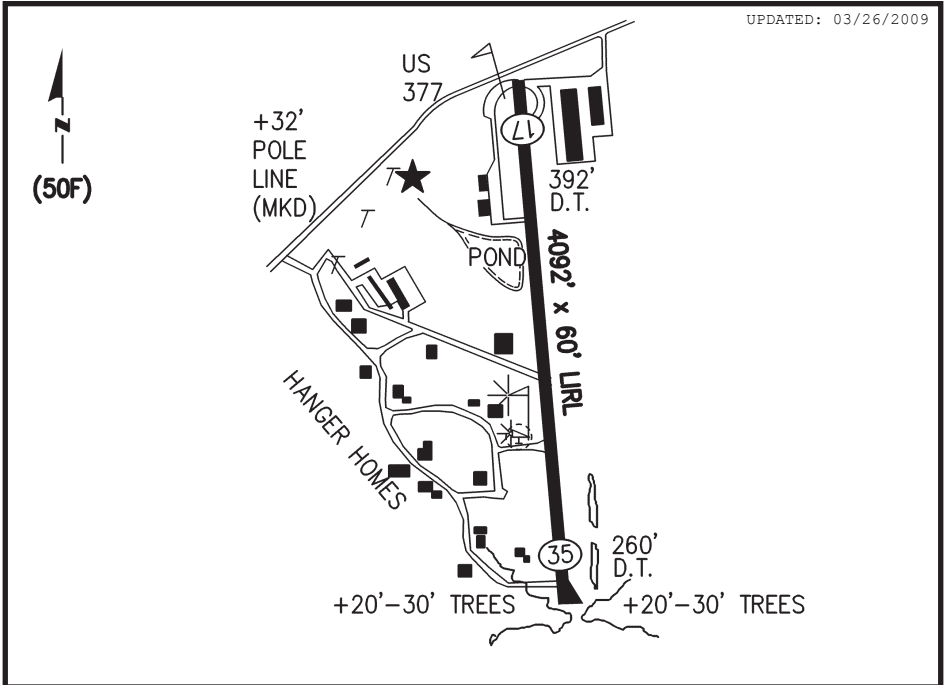 UPDATED: 03/26/2009
N
(50F)
US
377
+32'
POLE
LINE
(MKD)
T
T
T
17
392'
D.T.
POND
4092' x 60' LIRL
HANGER HOMES
H
35
260'
D.T.
+20'-30' TREES
+20'-30' TREES